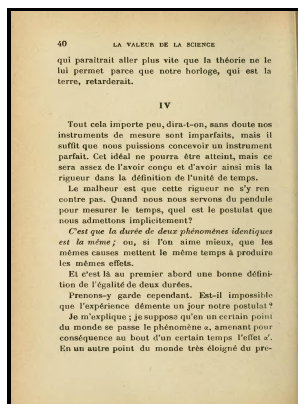 40 LA VALEUR DE LA SCIENCE
qui paraîtrait aller plus vite que la théorie ne le
lui permet parce que notre horloge, qui est la
terre, retarderait.
IV
Tout cela importe peu, dira-t-on, sans doute nos
instruments de mesure sont imparfaits, mais il
suffit que nous puissions concevoir un instrument
parfait. Cet idéal ne pourra être atteint, mais ce
sera assez de l'avoir conçu et d'avoir ainsi mis la
rigueur dans la définition de l'unité de temps.
Le malheur est que cette rigueur ne s'y ren
contre pas. Quand nous nous servons du pendule
pour mesurer le temps, quel est le postulat que
nous admettons implicitement?
C'est que la durée de deux phénomènes identiques
est la même; ou, si l'on aime mieux, que les
mêmes causes mettent le même temps à produire
les mêmes effets.
Et c'est là au premier abord une bonne défini-
tion de l'égalité de deux durées.
Prenons-y garde cependant. Est-il impossible
que l'expérience démente un jour notre postulat?
Je m'explique; je suppose qu'en un certain point
du monde se passe le phénomène α, amenant pour
conséquence au bout d'un certain temps l'effet α'.
En un autre point du monde très éloigné du pre-